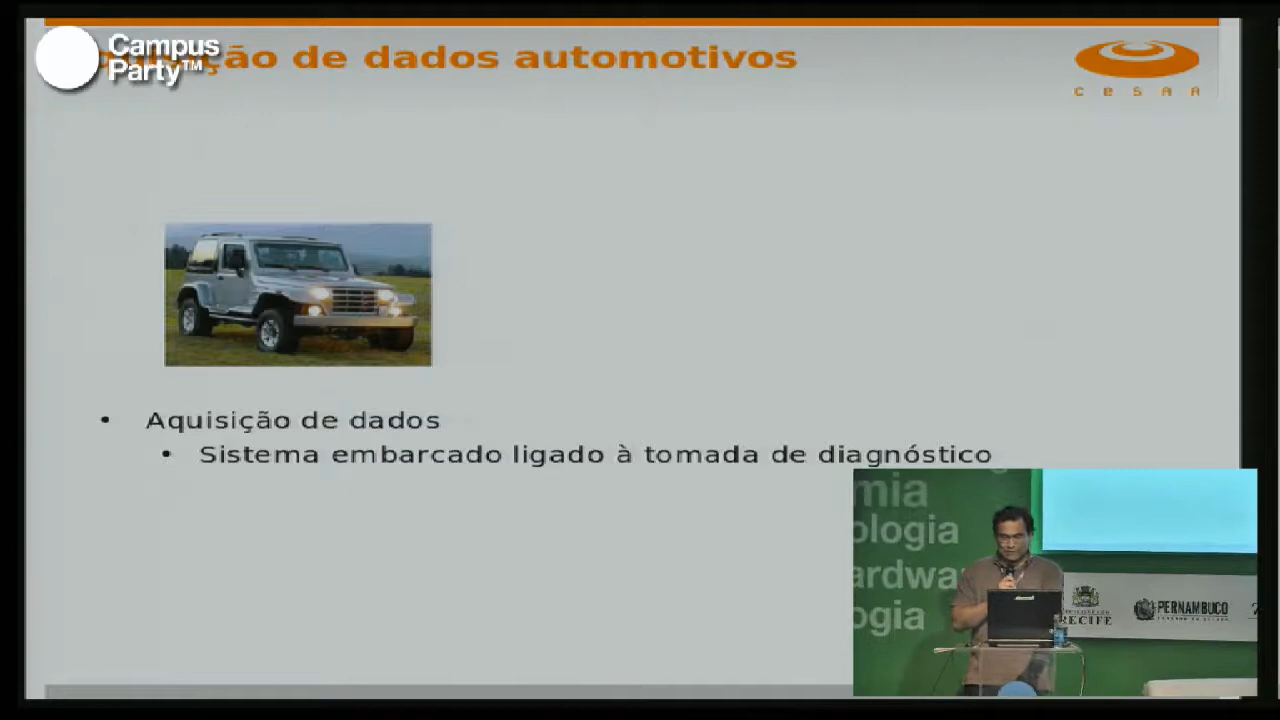 Campus
Party™
ão de dados automotivos
c e s a r
Aquisição de dados
Sistema embarcado ligado à tomada de diagnóstico
mia
ologia
ardwa
ogia
RECIFE
PERNAMBUCO